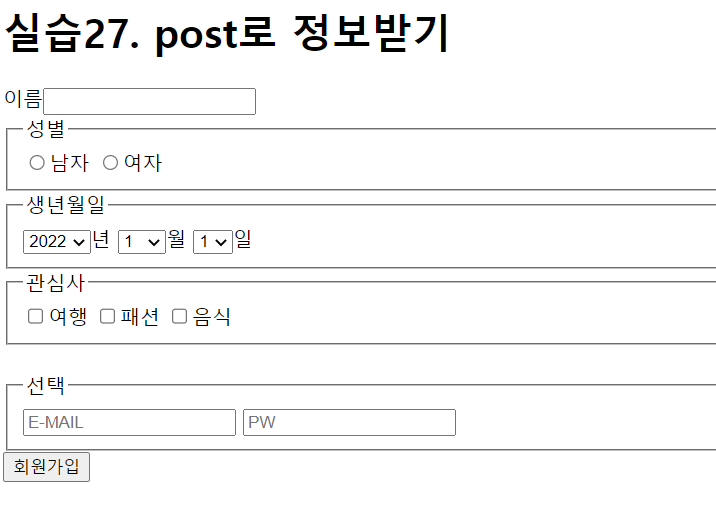 실습27. post로 정보받기
이름
성별
남자 여자
생년월일
2022 년 1 월 1 일
관심사
여행 패션 음식
선택
E-MAIL PW
회원가입